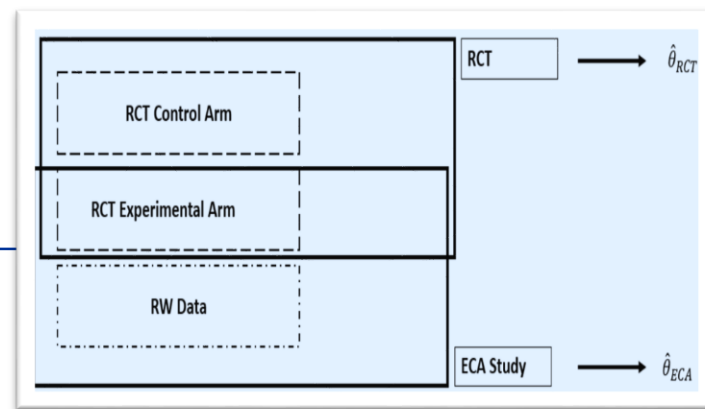 RCT
θ̂_RCT
RCT Control Arm
RCT Experimental Arm
RW Data
ECA Study
θ̂_ECA